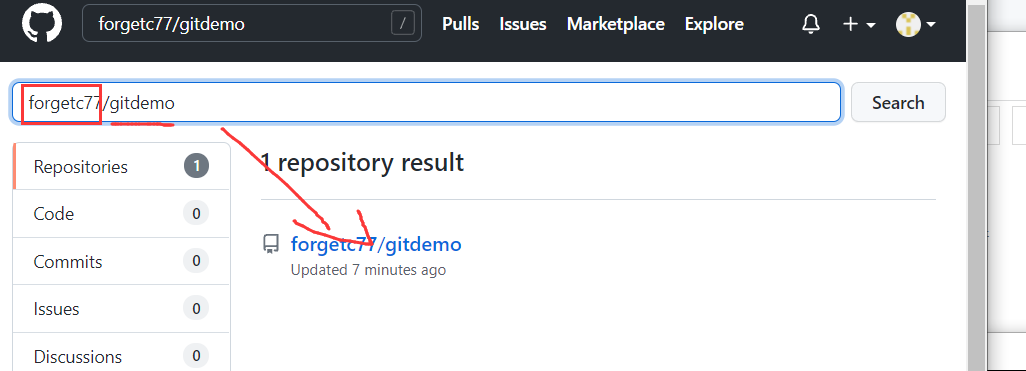 forgetc77/gitdemo / Pulls Issues Marketplace Explore
forgetc77/gitdemo Search
1 repository result
Repositories 1
Code 0
Commits 0
Issues 0
Discussions 0
forgetc77/gitdemo
Updated 7 minutes ago